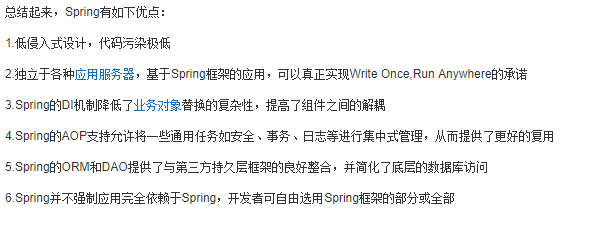 总结起来，Spring有如下优点：
1.低侵入式设计，代码污染极低
2.独立于各种应用服务器，基于Spring框架的应用，可以真正实现Write Once,Run Anywhere的承诺
3.Spring的DI机制降低了业务对象替换的复杂性，提高了组件之间的解耦
4.Spring的AOP支持允许将一些通用任务如安全、事务、日志等进行集中式管理，从而提供了更好的复用
5.Spring的ORM和DAO提供了与第三方持久层框架的良好整合，并简化了底层的数据库访问
6.Spring并不强制应用完全依赖于Spring，开发者可自由选用Spring框架的部分或全部